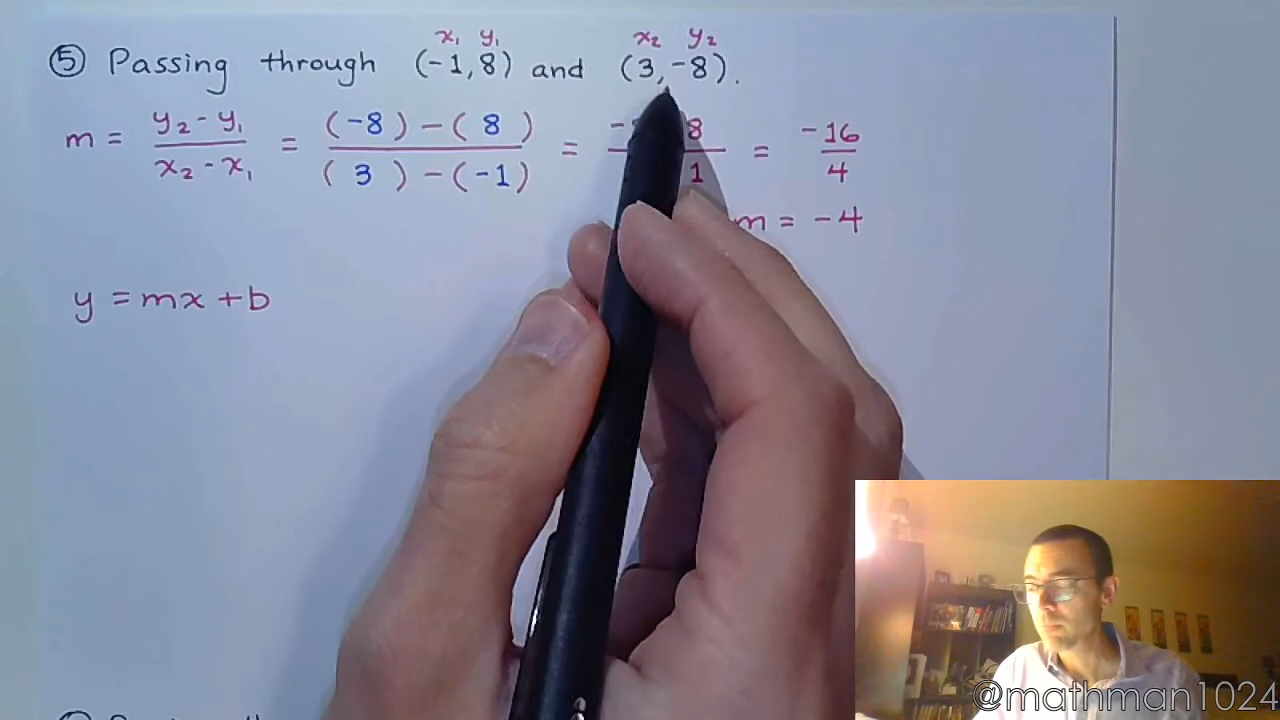 x₁ y₁ x₂ y₂
⑤ Passing through (-1, 8) and (3, -8).
m = y₂ - y₁ / x₂ - x₁ = (-8) - (8) / (3) - (-1) = 8 / 1 = -16 / 4
m = -4
y = mx + b
@mathman1024